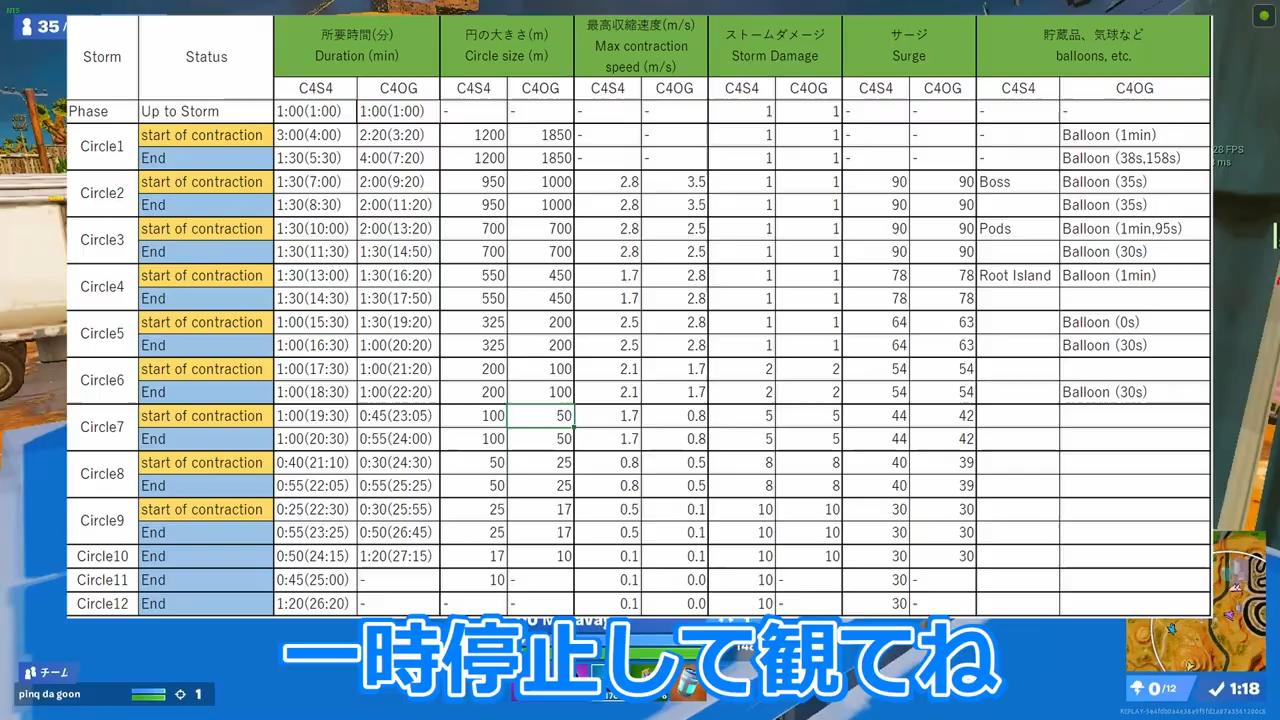 35 /
Storm Status 所要時間(分) Duration (min) 円の大きさ(m) Circle size (m) 最高収縮速度(m/s) Max contraction speed (m/s) ストームダメージ Storm Damage サージ Surge 貯蔵品、気球など balloons, etc.
C4S4 C4OG C4S4 C4OG C4S4 C4OG C4S4 C4OG C4S4 C4OG C4S4 C4OG
Phase Up to Storm 1:00(1:00) 1:00(1:00) - - - - 1 1 - - - -
Circle1 start of contraction 3:00(4:00) 2:20(3:20) 1200 1850 - - 1 1 - - - Balloon (1min)
End 1:30(5:30) 4:00(7:20) 1200 1850 - - 1 1 - - - Balloon (38s,158s)
Circle2 start of contraction 1:30(7:00) 2:00(9:20) 950 1000 2.8 3.5 1 1 90 90 Boss Balloon (35s)
End 1:30(8:30) 2:00(11:20) 950 1000 2.8 3.5 1 1 90 90 Balloon (35s)
Circle3 start of contraction 1:30(10:00) 2:00(13:20) 700 700 2.8 2.5 1 1 90 90 Pods Balloon (1min,95s)
End 1:30(11:30) 1:30(14:50) 700 700 2.8 2.5 1 1 90 90 Balloon (30s)
Circle4 start of contraction 1:30(13:00) 1:30(16:20) 550 450 1.7 2.8 1 1 78 78 Root Island Balloon (1min)
End 1:30(14:30) 1:30(17:50) 550 450 1.7 2.8 1 1 78 78
Circle5 start of contraction 1:00(15:30) 1:30(19:20) 325 200 2.5 2.8 1 1 64 63 Balloon (0s)
End 1:00(16:30) 1:00(20:20) 325 200 2.5 2.8 1 1 64 63 Balloon (30s)
Circle6 start of contraction 1:00(17:30) 1:00(21:20) 200 100 2.1 1.7 2 2 54 54
End 1:00(18:30) 1:00(22:20) 200 100 2.1 1.7 2 2 54 54 Balloon (30s)
Circle7 start of contraction 1:00(19:30) 0:45(23:05) 100 50 1.7 0.8 5 5 44 42
End 1:00(20:30) 0:55(24:00) 100 50 1.7 0.8 5 5 44 42
Circle8 start of contraction 0:40(21:10) 0:30(24:30) 50 25 0.8 0.5 8 8 40 39
End 0:55(22:05) 0:55(25:25) 50 25 0.8 0.5 8 8 40 39
Circle9 start of contraction 0:25(22:30) 0:30(25:55) 25 17 0.5 0.1 10 10 30 30
End 0:55(23:25) 0:50(26:45) 25 17 0.5 0.1 10 10 30 30
Circle10 End 0:50(24:15) 1:20(27:15) 17 10 0.1 0.1 10 10 30 30
Circle11 End 0:45(25:00) - 10 - 0.1 0.0 10 - 30 -
Circle12 End 1:20(26:20) - - - 0.1 0.0 10 - 30 -
28 FPS
ms
一時停止して観てね
チーム
pinq da goon 1
0/12 1:18